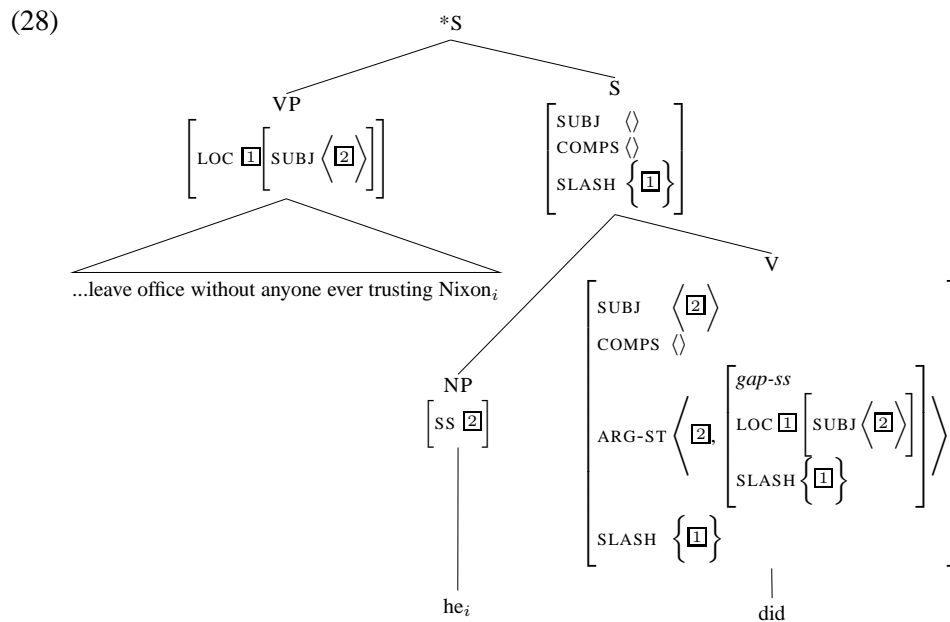 (28)
*S
VP
S
[LOC [1] [SUBJ ⟨[2]⟩]]
[SUBJ ⟨⟩
COMPS ⟨⟩
SLASH {[1]}]
...leave office without anyone ever trusting Nixon_i
V
[SUBJ ⟨[2]⟩
COMPS ⟨⟩
ARG-ST ⟨[2], [gap-ss
LOC [1] [SUBJ ⟨[2]⟩]
SLASH {[1]}]⟩
SLASH {[1]}]
NP
[SS [2]]
he_i
did